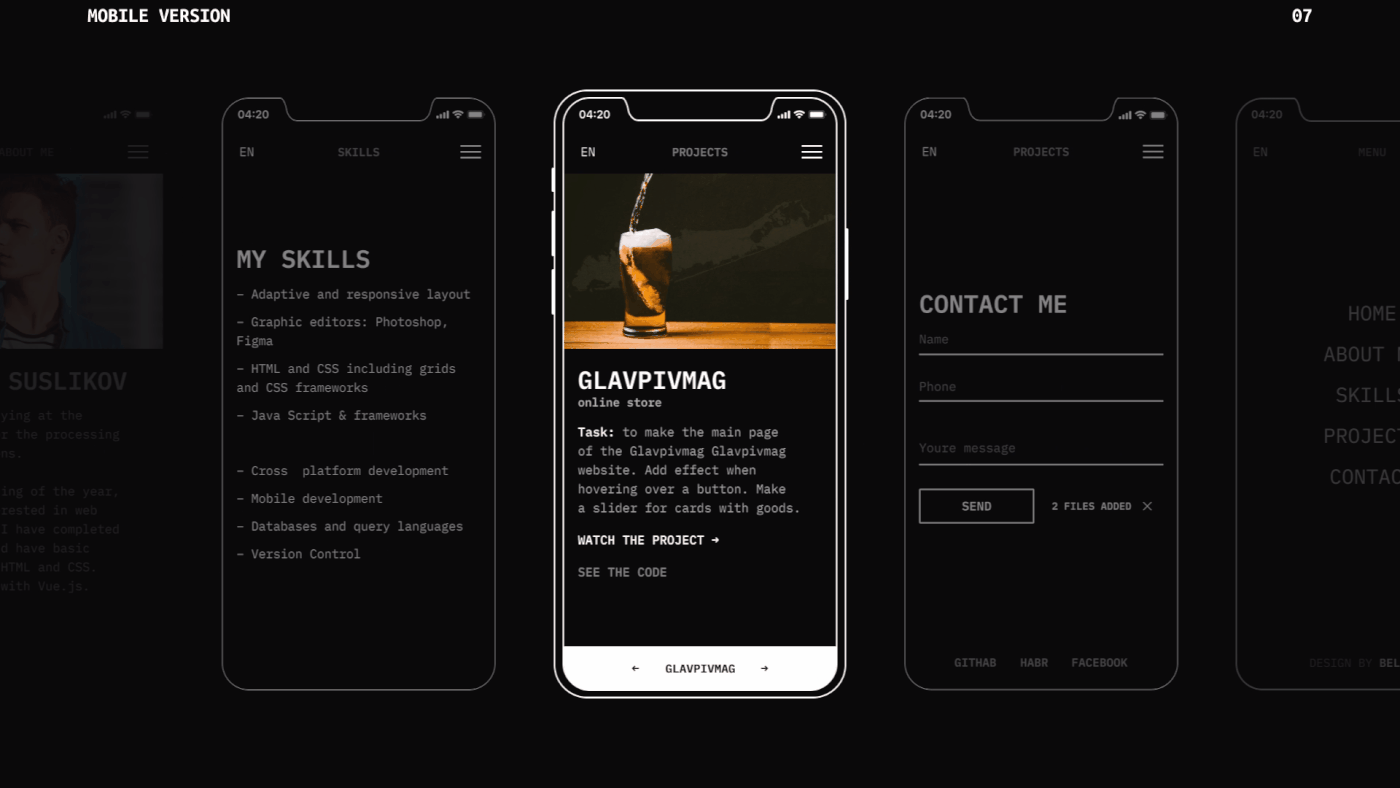 MOBILE VERSION
07
ABOUT ME
SUSLIKOV
ying at the
r the processing
ns.
ing of the year,
rested in web
I have completed
d have basic
HTML and CSS.
with Vue.js.
04:20
EN
SKILLS
MY SKILLS
– Adaptive and responsive layout
– Graphic editors: Photoshop,
Figma
– HTML and CSS including grids
and CSS frameworks
– Java Script & frameworks
– Cross  platform development
– Mobile development
– Databases and query languages
– Version Control
04:20
EN
PROJECTS
GLAVPIVMAG
online store
Task: to make the main page
of the Glavpivmag Glavpivmag
website. Add effect when
hovering over a button. Make
a slider for cards with goods.
WATCH THE PROJECT →
SEE THE CODE
← GLAVPIVMAG →
04:20
EN
PROJECTS
CONTACT ME
Name
Phone
Youre message
SEND
2 FILES ADDED ×
GITHAB HABR FACEBOOK
04:20
EN
MENU
HOME
ABOUT M
SKILLS
PROJECT
CONTAC
DESIGN BY BEL